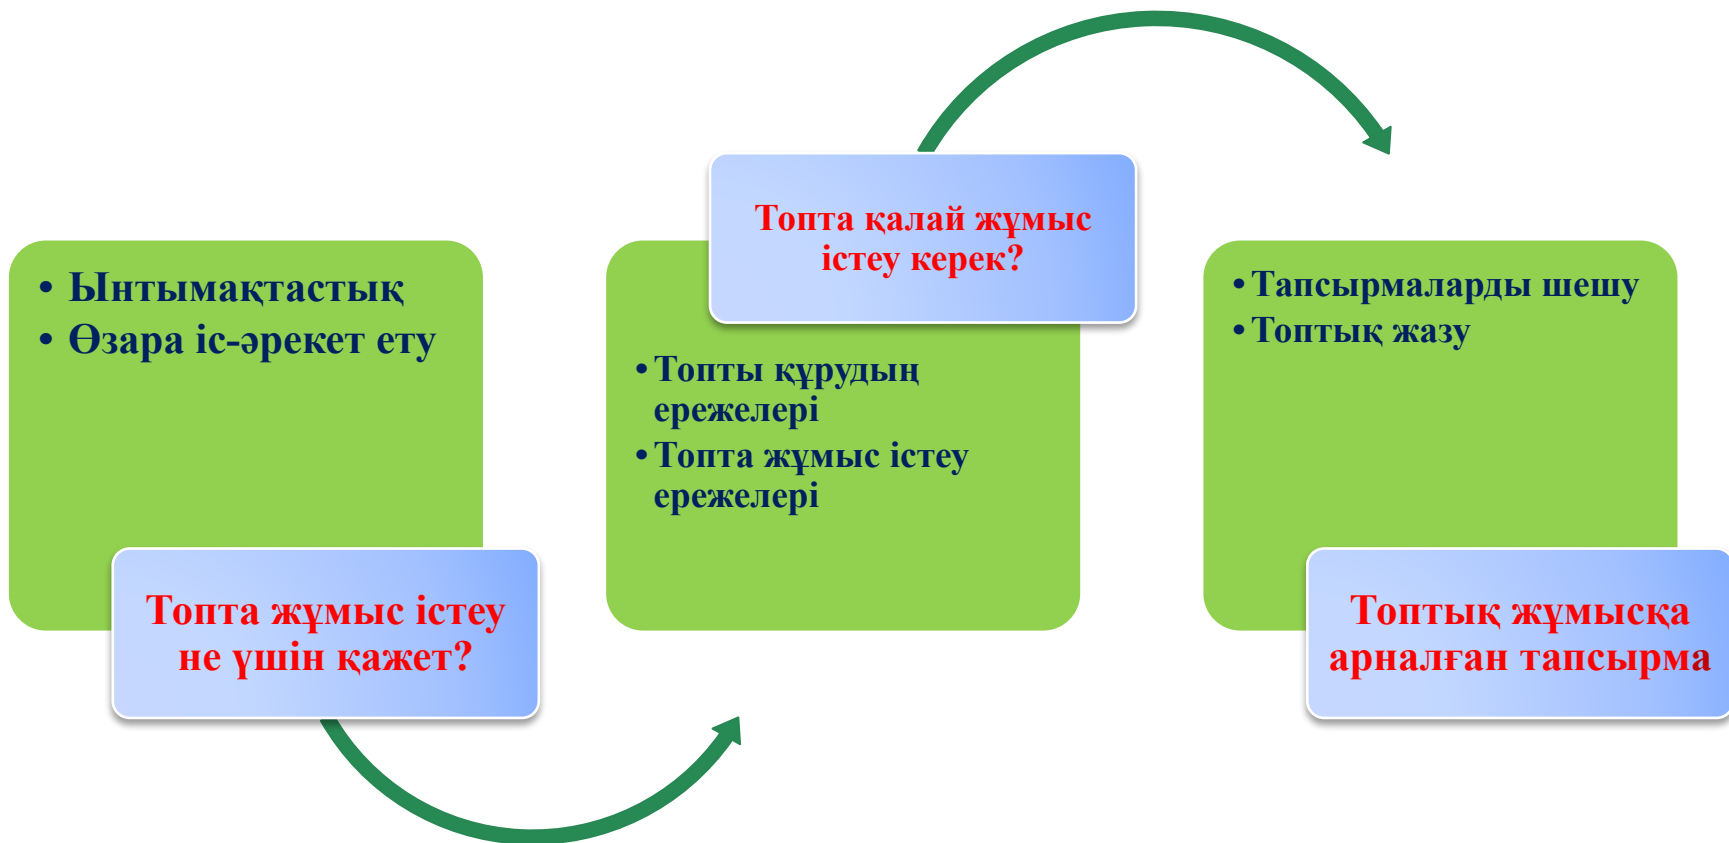 • Ынтымақтастық
• Өзара іс-әрекет ету
Топта жұмыс істеу
не үшін қажет?
Топта қалай жұмыс
істеу керек?
• Топты құрудың
ережелері
• Топта жұмыс істеу
ережелері
• Тапсырмаларды шешу
• Топтық жазу
Топтық жұмысқа
арналған тапсырма